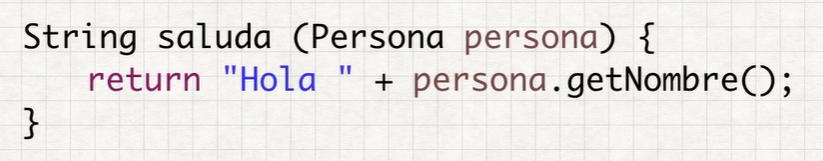 String saluda (Persona persona) {
   return "Hola " + persona.getNombre();
}